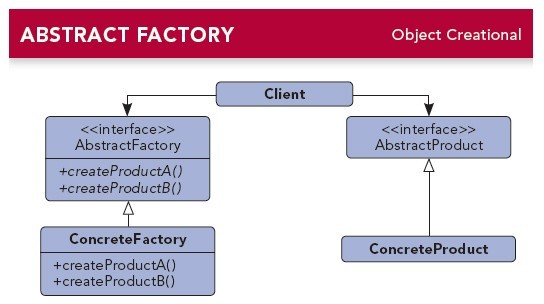 ABSTRACT FACTORY
Object Creational
Client
<<interface>>
AbstractFactory
+createProductA()
+createProductB()
<<interface>>
AbstractProduct
ConcreteFactory
+createProductA()
+createProductB()
ConcreteProduct